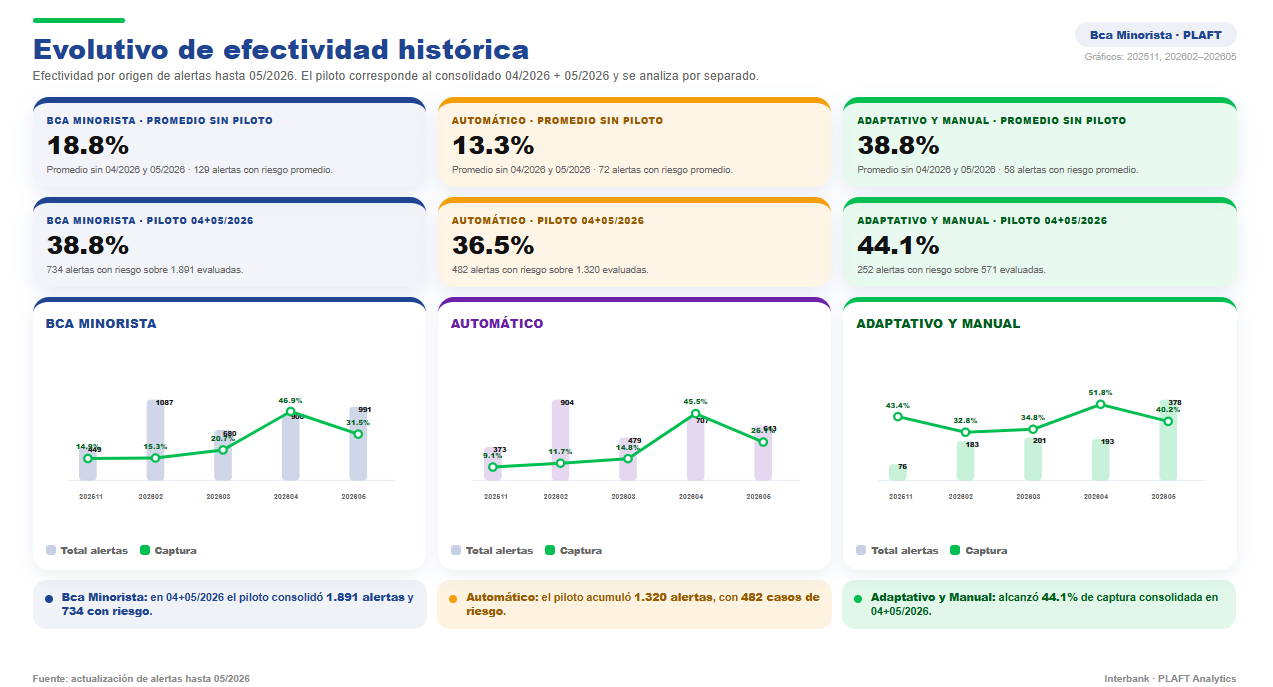 Evolutivo de efectividad histórica
Bca Minorista · PLAFT
Gráficos: 202511, 202602–202605
Efectividad por origen de alertas hasta 05/2026. El piloto corresponde al consolidado 04/2026 + 05/2026 y se analiza por separado.
BCA MINORISTA · PROMEDIO SIN PILOTO
18.8%
Promedio sin 04/2026 y 05/2026 · 129 alertas con riesgo promedio.
AUTOMÁTICO · PROMEDIO SIN PILOTO
13.3%
Promedio sin 04/2026 y 05/2026 · 72 alertas con riesgo promedio.
ADAPTATIVO Y MANUAL · PROMEDIO SIN PILOTO
38.8%
Promedio sin 04/2026 y 05/2026 · 58 alertas con riesgo promedio.
BCA MINORISTA · PILOTO 04+05/2026
38.8%
734 alertas con riesgo sobre 1.891 evaluadas.
AUTOMÁTICO · PILOTO 04+05/2026
36.5%
482 alertas con riesgo sobre 1.320 evaluadas.
ADAPTATIVO Y MANUAL · PILOTO 04+05/2026
44.1%
252 alertas con riesgo sobre 571 evaluadas.
BCA MINORISTA
14.9%
449
1087
15.3%
680
20.7%
46.9%
900
991
31.5%
202511
202602
202603
202604
202605
Total alertas
Captura
AUTOMÁTICO
373
9.1%
904
11.7%
479
14.8%
45.5%
707
613
26.1%
202511
202602
202603
202604
202605
Total alertas
Captura
ADAPTATIVO Y MANUAL
43.4%
76
32.8%
183
34.8%
201
51.8%
193
378
40.2%
202511
202602
202603
202604
202605
Total alertas
Captura
Bca Minorista: en 04+05/2026 el piloto consolidó 1.891 alertas y
734 con riesgo.
Automático: el piloto acumuló 1.320 alertas, con 482 casos de
riesgo.
Adaptativo y Manual: alcanzó 44.1% de captura consolidada en
04+05/2026.
Fuente: actualización de alertas hasta 05/2026
Interbank · PLAFT Analytics